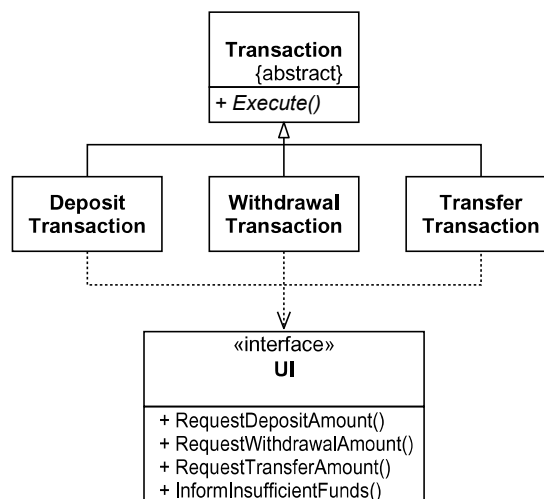 Transaction
{abstract}
+ Execute()
Deposit
Transaction
Withdrawal
Transaction
Transfer
Transaction
«interface»
UI
+ RequestDepositAmount()
+ RequestWithdrawalAmount()
+ RequestTransferAmount()
+ InformInsufficientFunds()